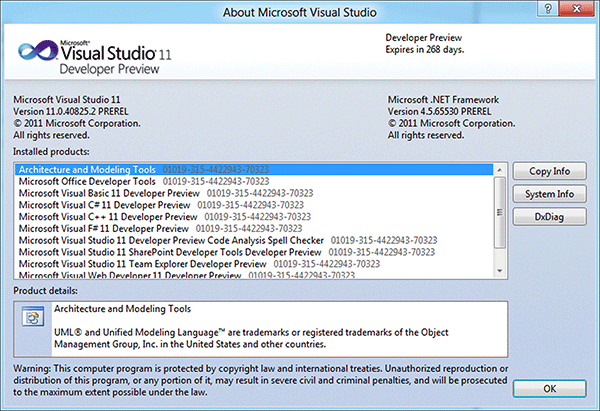 About Microsoft Visual Studio
?
Microsoft®
Visual Studio 11
Developer Preview
Developer Preview
Expires in 268 days.
Microsoft Visual Studio 11
Version 11.0.40825.2 PREREL
© 2011 Microsoft Corporation.
All rights reserved.
Microsoft .NET Framework
Version 4.5.65530 PREREL
© 2011 Microsoft Corporation.
All rights reserved.
Installed products:
Architecture and Modeling Tools 01019-315-4422943-70323
Microsoft Office Developer Tools 01019-315-4422943-70323
Microsoft Visual Basic 11 Developer Preview 01019-315-4422943-70323
Microsoft Visual C# 11 Developer Preview 01019-315-4422943-70323
Microsoft Visual C++ 11 Developer Preview 01019-315-4422943-70323
Microsoft Visual F# 11 Developer Preview 01019-315-4422943-70323
Microsoft Visual Studio 11 Developer Preview Code Analysis Spell Checker 01019-315-4422943-70323
Microsoft Visual Studio 11 SharePoint Developer Tools Developer Preview 01019-315-4422943-70323
Microsoft Visual Studio 11 Team Explorer Developer Preview 01019-315-4422943-70323
Microsoft Visual Web Developer 11 Developer Preview 01019-315-4422943-70323
Copy Info
System Info
DxDiag
Product details:
Architecture and Modeling Tools
UML® and Unified Modeling Language™ are trademarks or registered trademarks of the Object
Management Group, Inc. in the United States and other countries.
Warning: This computer program is protected by copyright law and international treaties. Unauthorized reproduction or
distribution of this program, or any portion of it, may result in severe civil and criminal penalties, and will be prosecuted
to the maximum extent possible under the law.
OK